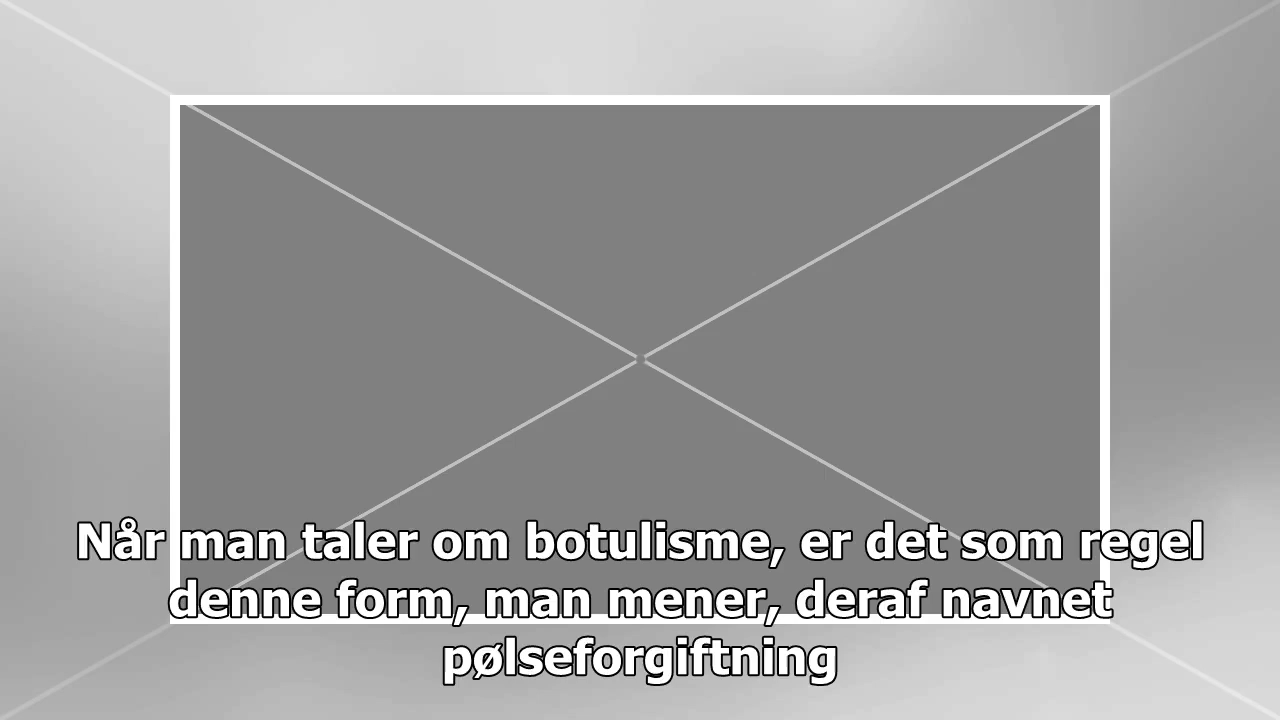 Når man taler om botulisme, er det som regel
denne form, man mener, deraf navnet
pølseforgiftning